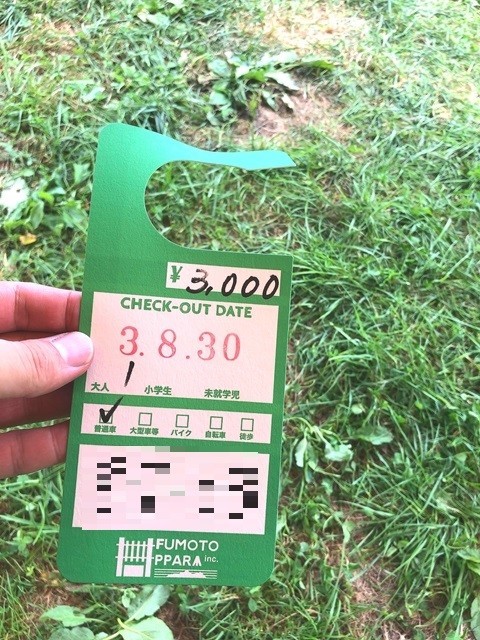 ¥3,000
CHECK-OUT DATE
3.8.30
1
大人 小学生 未就学児
✓
普通車 大型車等 バイク 自転車 徒歩
FUMOTO
PPARA inc.